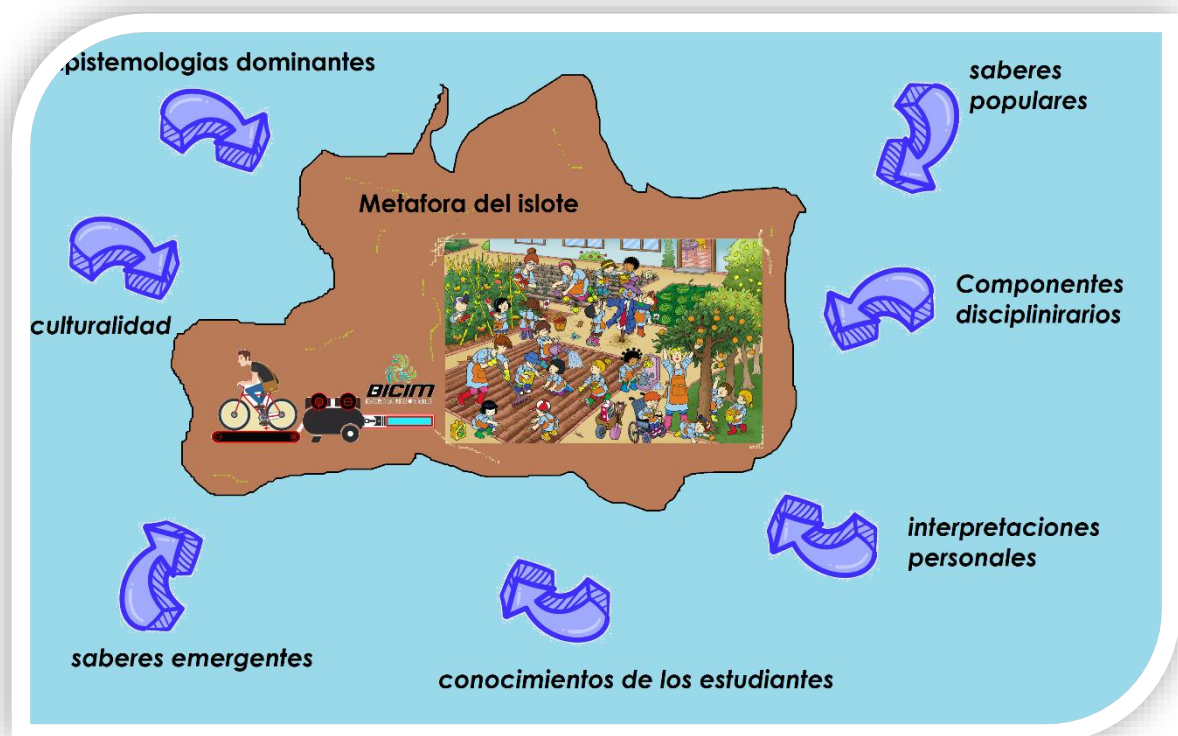 pistemologias dominantes
saberes
populares
Metafora del islote
culturalidad
Componentes
disciplinirarios
BICIM
interpretaciones
personales
saberes emergentes
conocimientos de los estudiantes